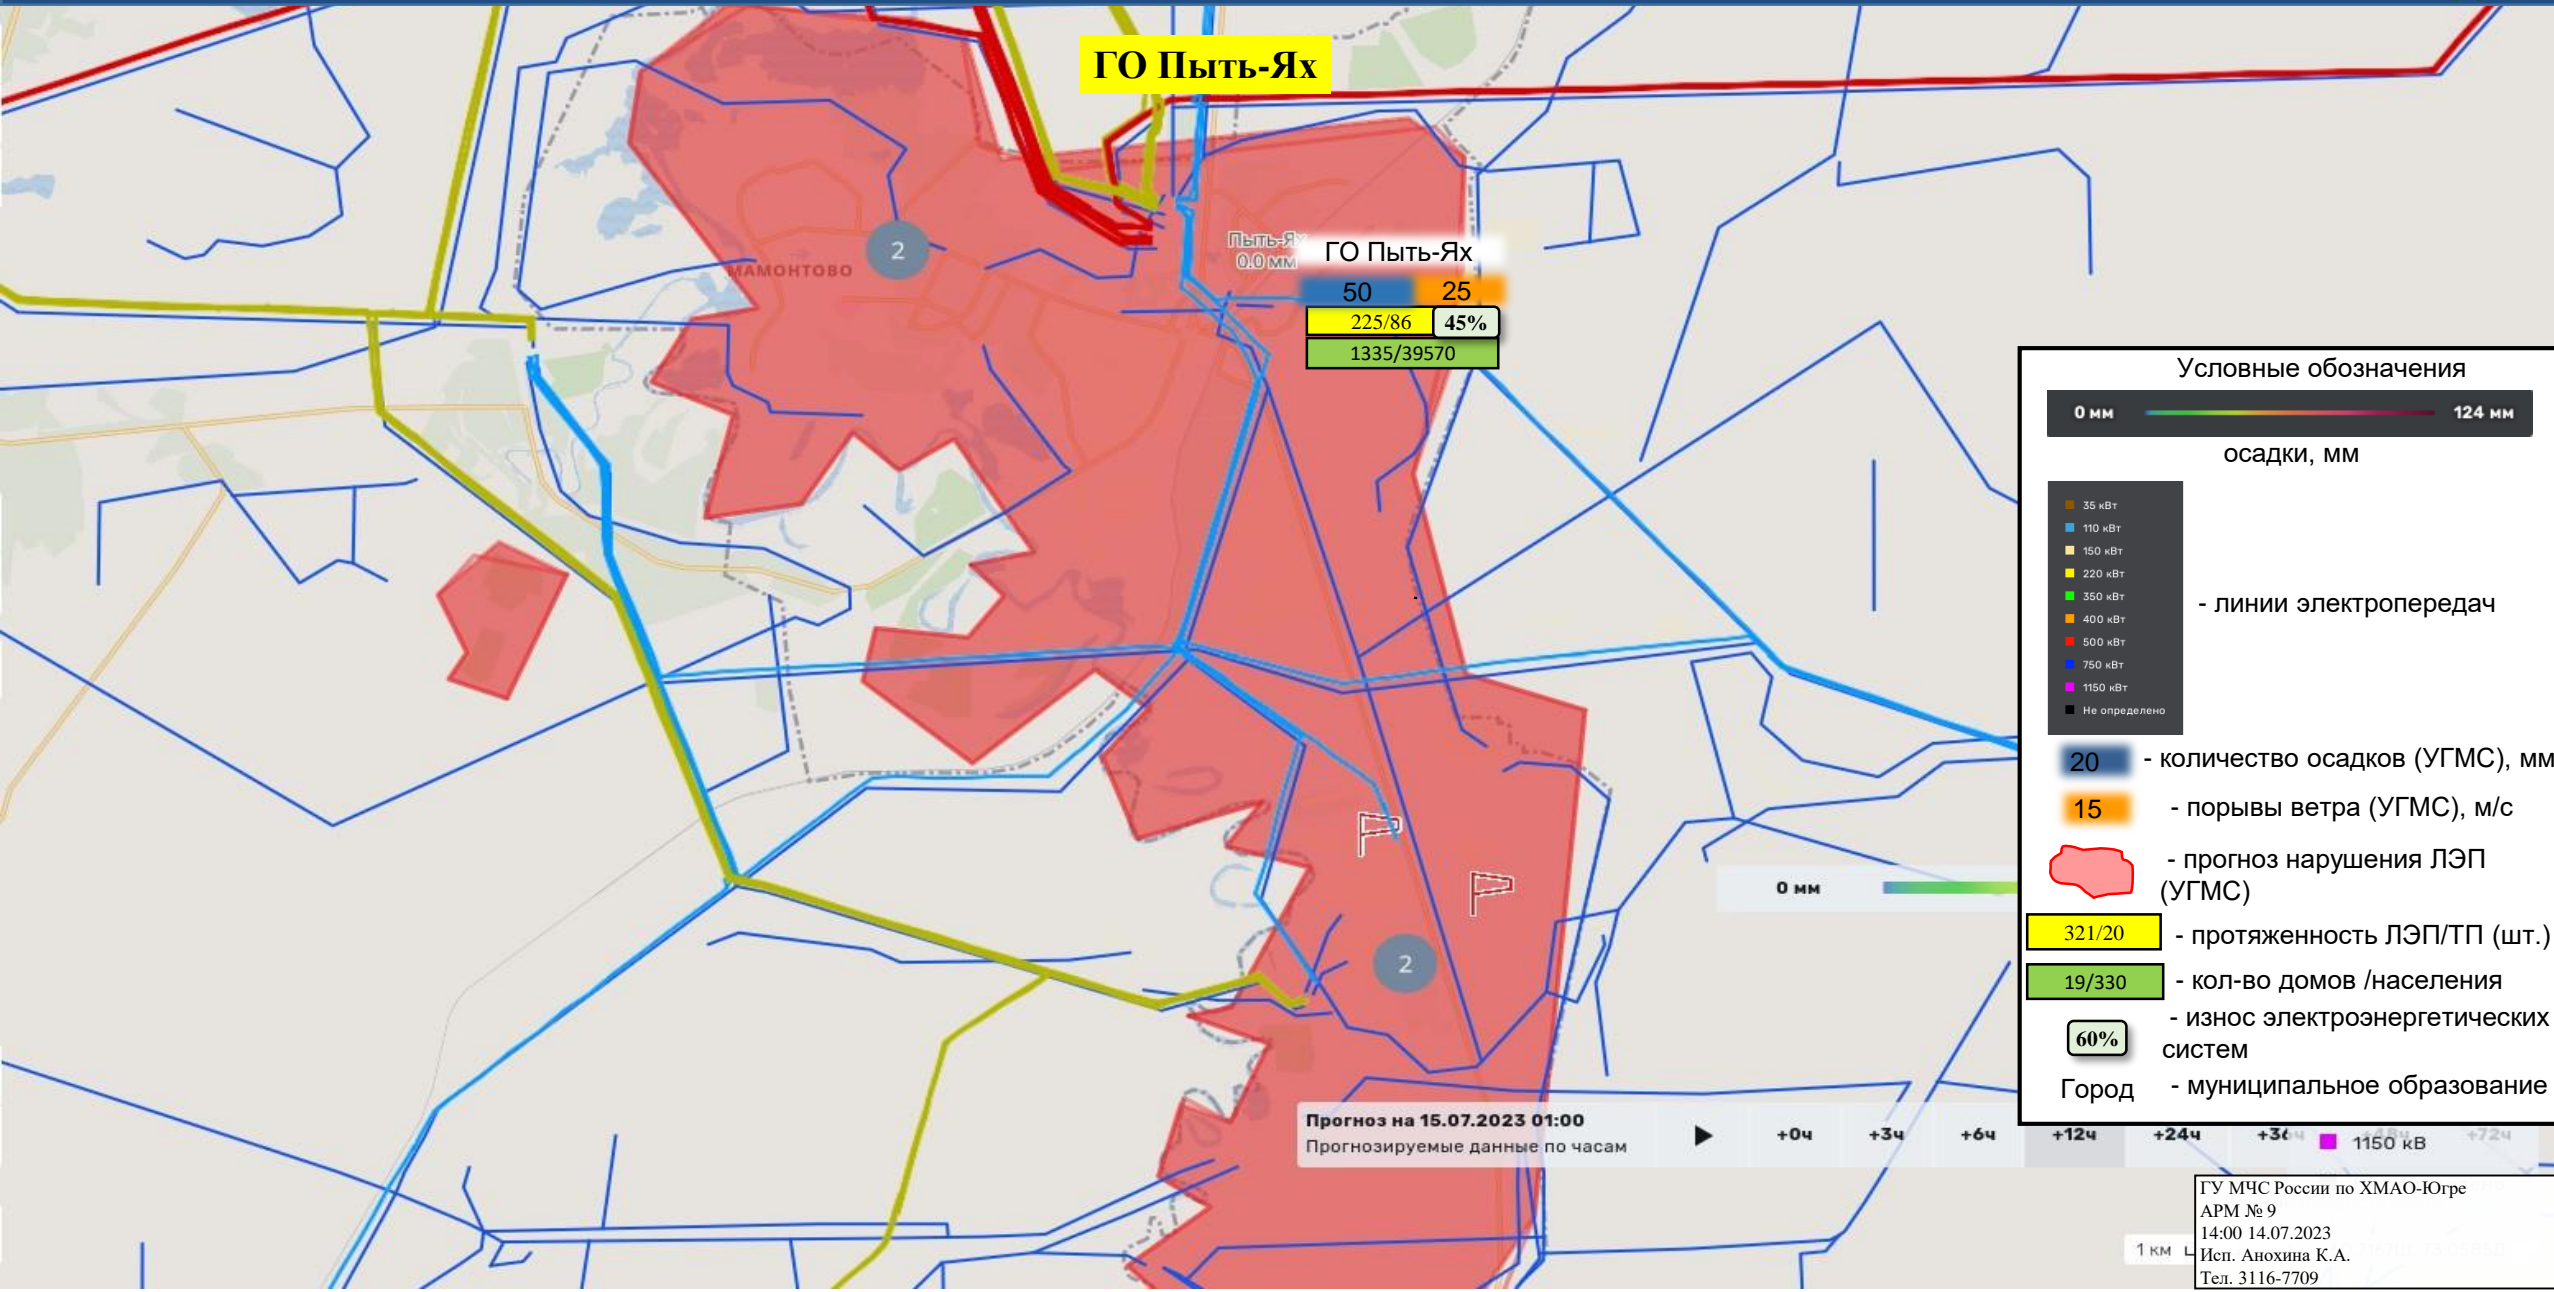 ГО Пыть-Ях
МАМОНТОВО
2
0.0 мм
ГО Пыть-Ях
50 25
225/86 45%
1335/39570
Условные обозначения
0 мм 124 мм
осадки, мм
35 кВт
110 кВт
150 кВт
220 кВт
350 кВт
400 кВт
500 кВт
750 кВт
1150 кВт
Не определено
- линии электропередач
20 - количество осадков (УГМС), мм
15 - порывы ветра (УГМС), м/с
- прогноз нарушения ЛЭП
(УГМС)
321/20 - протяженность ЛЭП/ТП (шт.)
19/330 - кол-во домов /населения
60% - износ электроэнергетических
систем
Город - муниципальное образование
0 мм
2
Прогноз на 15.07.2023 01:00
Прогнозируемые данные по часам
+0ч +3ч +6ч +12ч +24ч +72ч
1150 кВ
1 км
ГУ МЧС России по ХМАО-Югре
АРМ № 9
14:00 14.07.2023
Исп. Анохина К.А.
Тел. 3116-7709